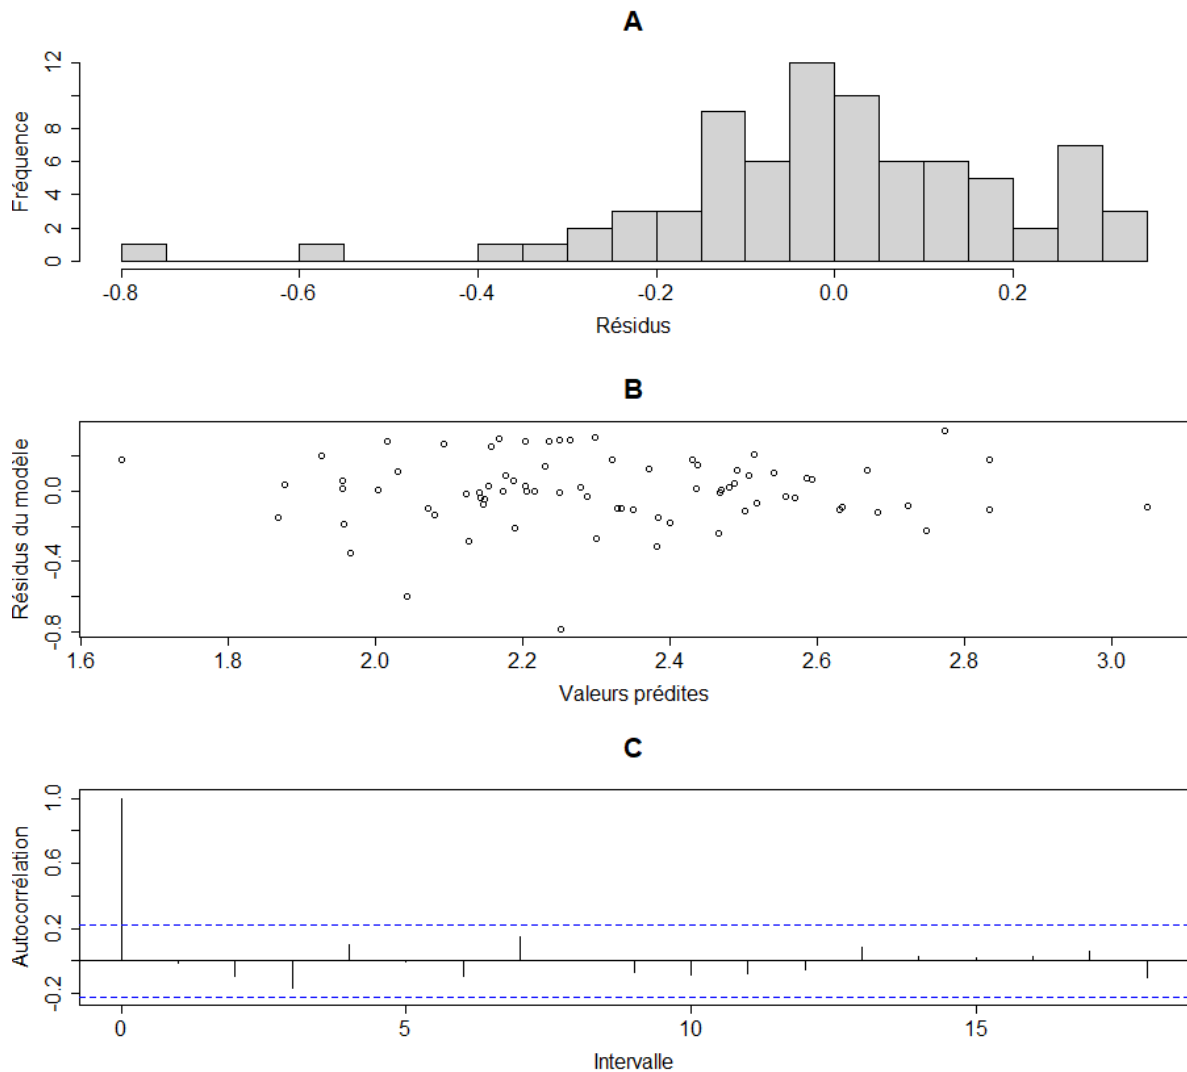 A
Fréquence
12
8
6
4
2
0
-0.8 -0.6 -0.4 -0.2 0.0 0.2
Résidus
B
Résidus du modèle
0.0
-0.4
-0.8
1.6 1.8 2.0 2.2 2.4 2.6 2.8 3.0
Valeurs prédites
C
Autocorrélation
1.0
0.6
0.2
-0.2
0 5 10 15
Intervalle